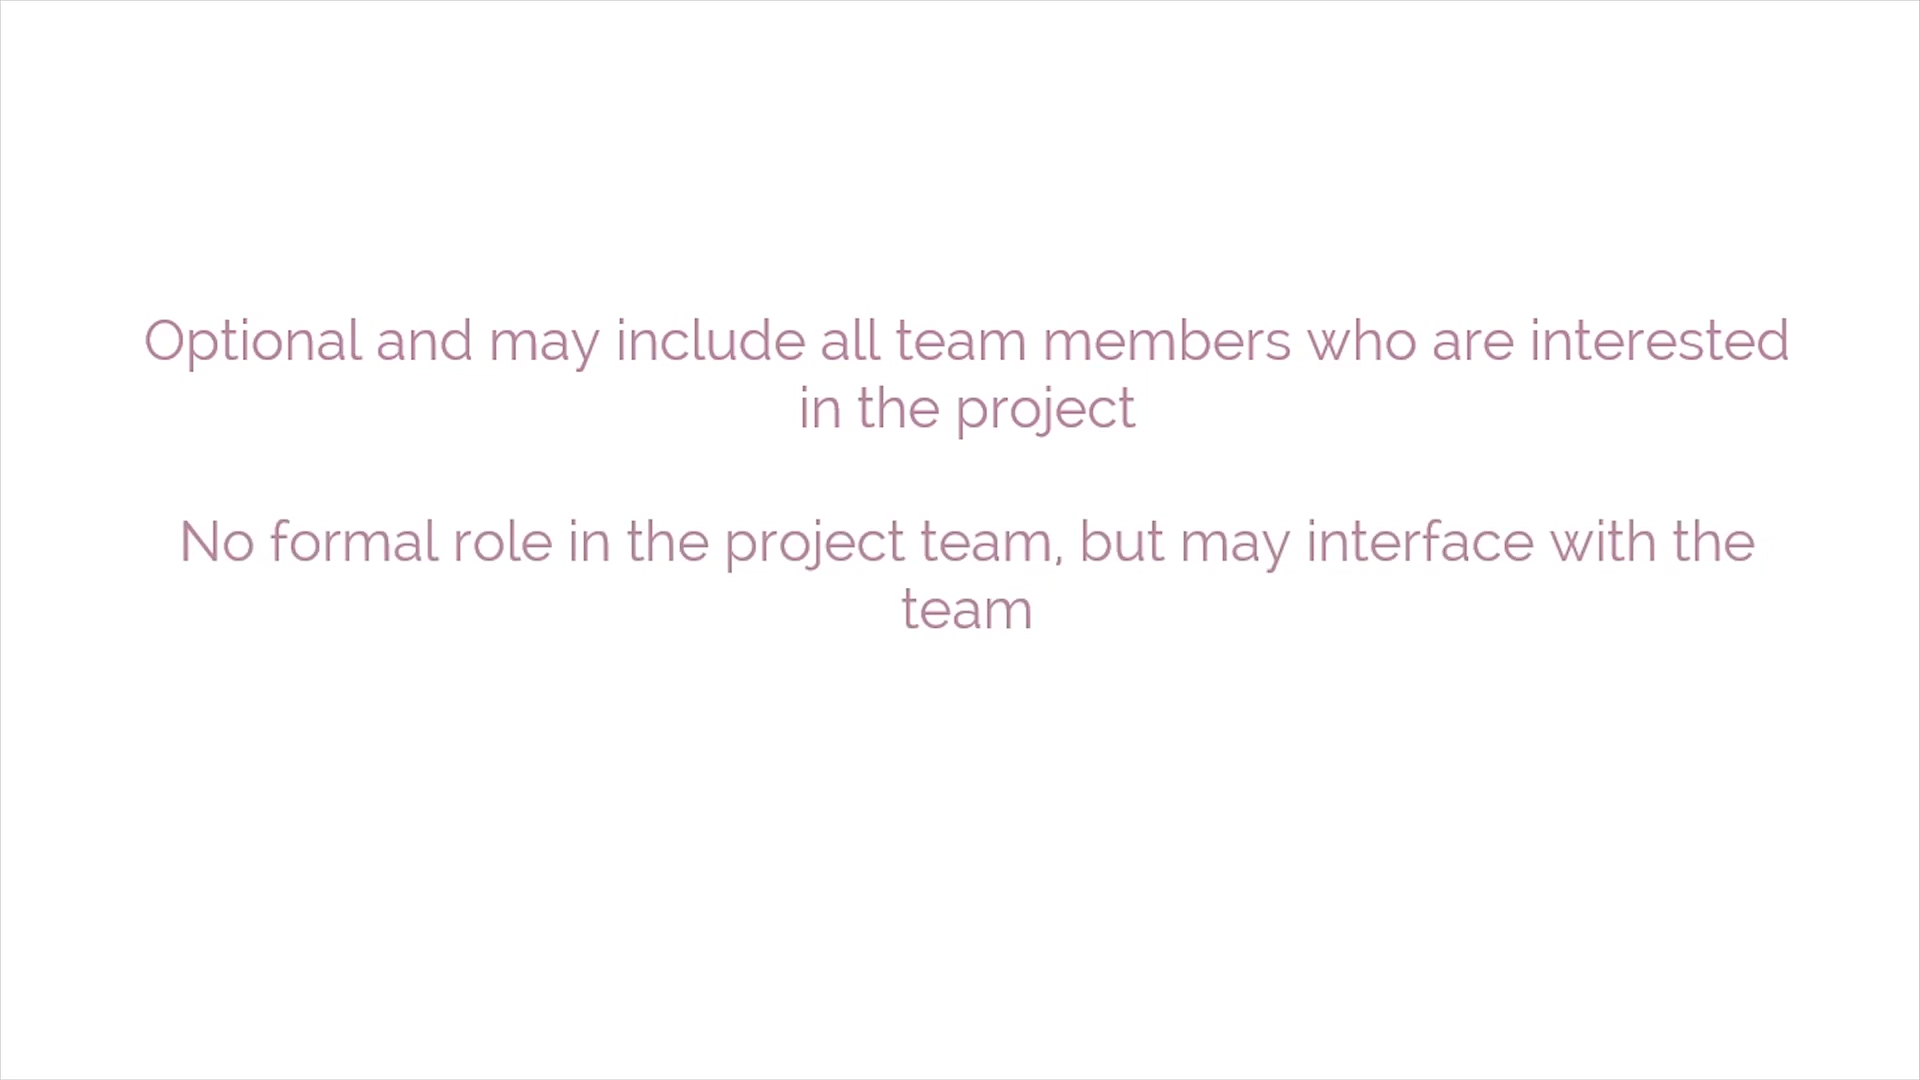 Optional and may include all team members who are interested
in the project
No formal role in the project team, but may interface with the
team